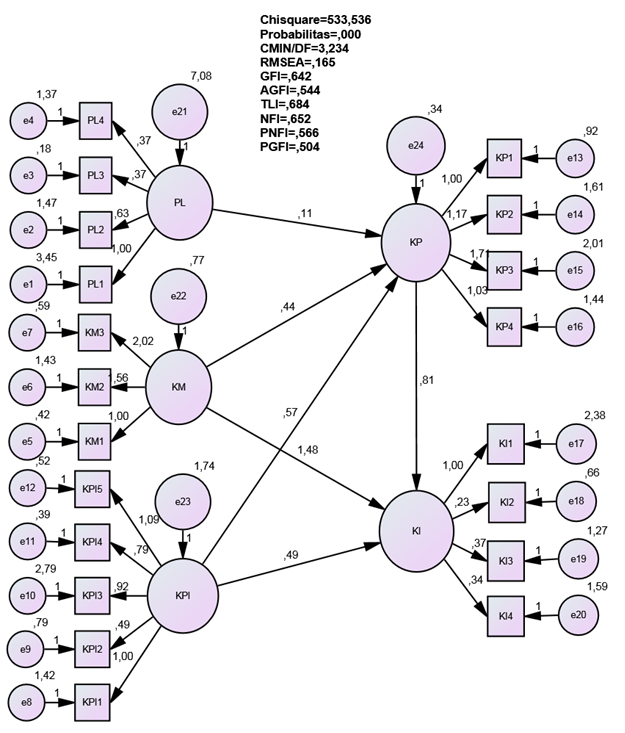 Chisquare=533,536
Probabilitas=,000
CMIN/DF=3,234
RMSEA=,165
GFI=,642
AGFI=,544
TLI=,684
NFI=,652
PNFI=,566
PGFI=,504
7,08
e21
1
,34
e24
1
1,37
e4
1
PL4
,37
,18
e3
1
PL3
,37
1,47
e2
1
PL2
,63
3,45
e1
1
PL1
1,00
PL
,11
KP
1,00
KP1
1
e13
,92
1,17
KP2
1
e14
1,61
1,71
KP3
1
e15
2,01
1,03
KP4
1
e16
1,44
,77
e22
1
,59
e7
1
KM3
2,02
1,43
e6
1
KM2
1,56
,42
e5
1
KM1
1,00
KM
,44
1,48
,57
,81
1,74
e23
1
,52
e12
1
KPI5
1,09
,39
e11
1
KPI4
,79
2,79
e10
1
KPI3
,92
,79
e9
1
KPI2
,49
1,42
e8
1
KPI1
1,00
KPI
,49
KI
1,00
KI1
1
e17
2,38
,23
KI2
1
e18
,66
,37
KI3
1
e19
1,27
,34
KI4
1
e20
1,59